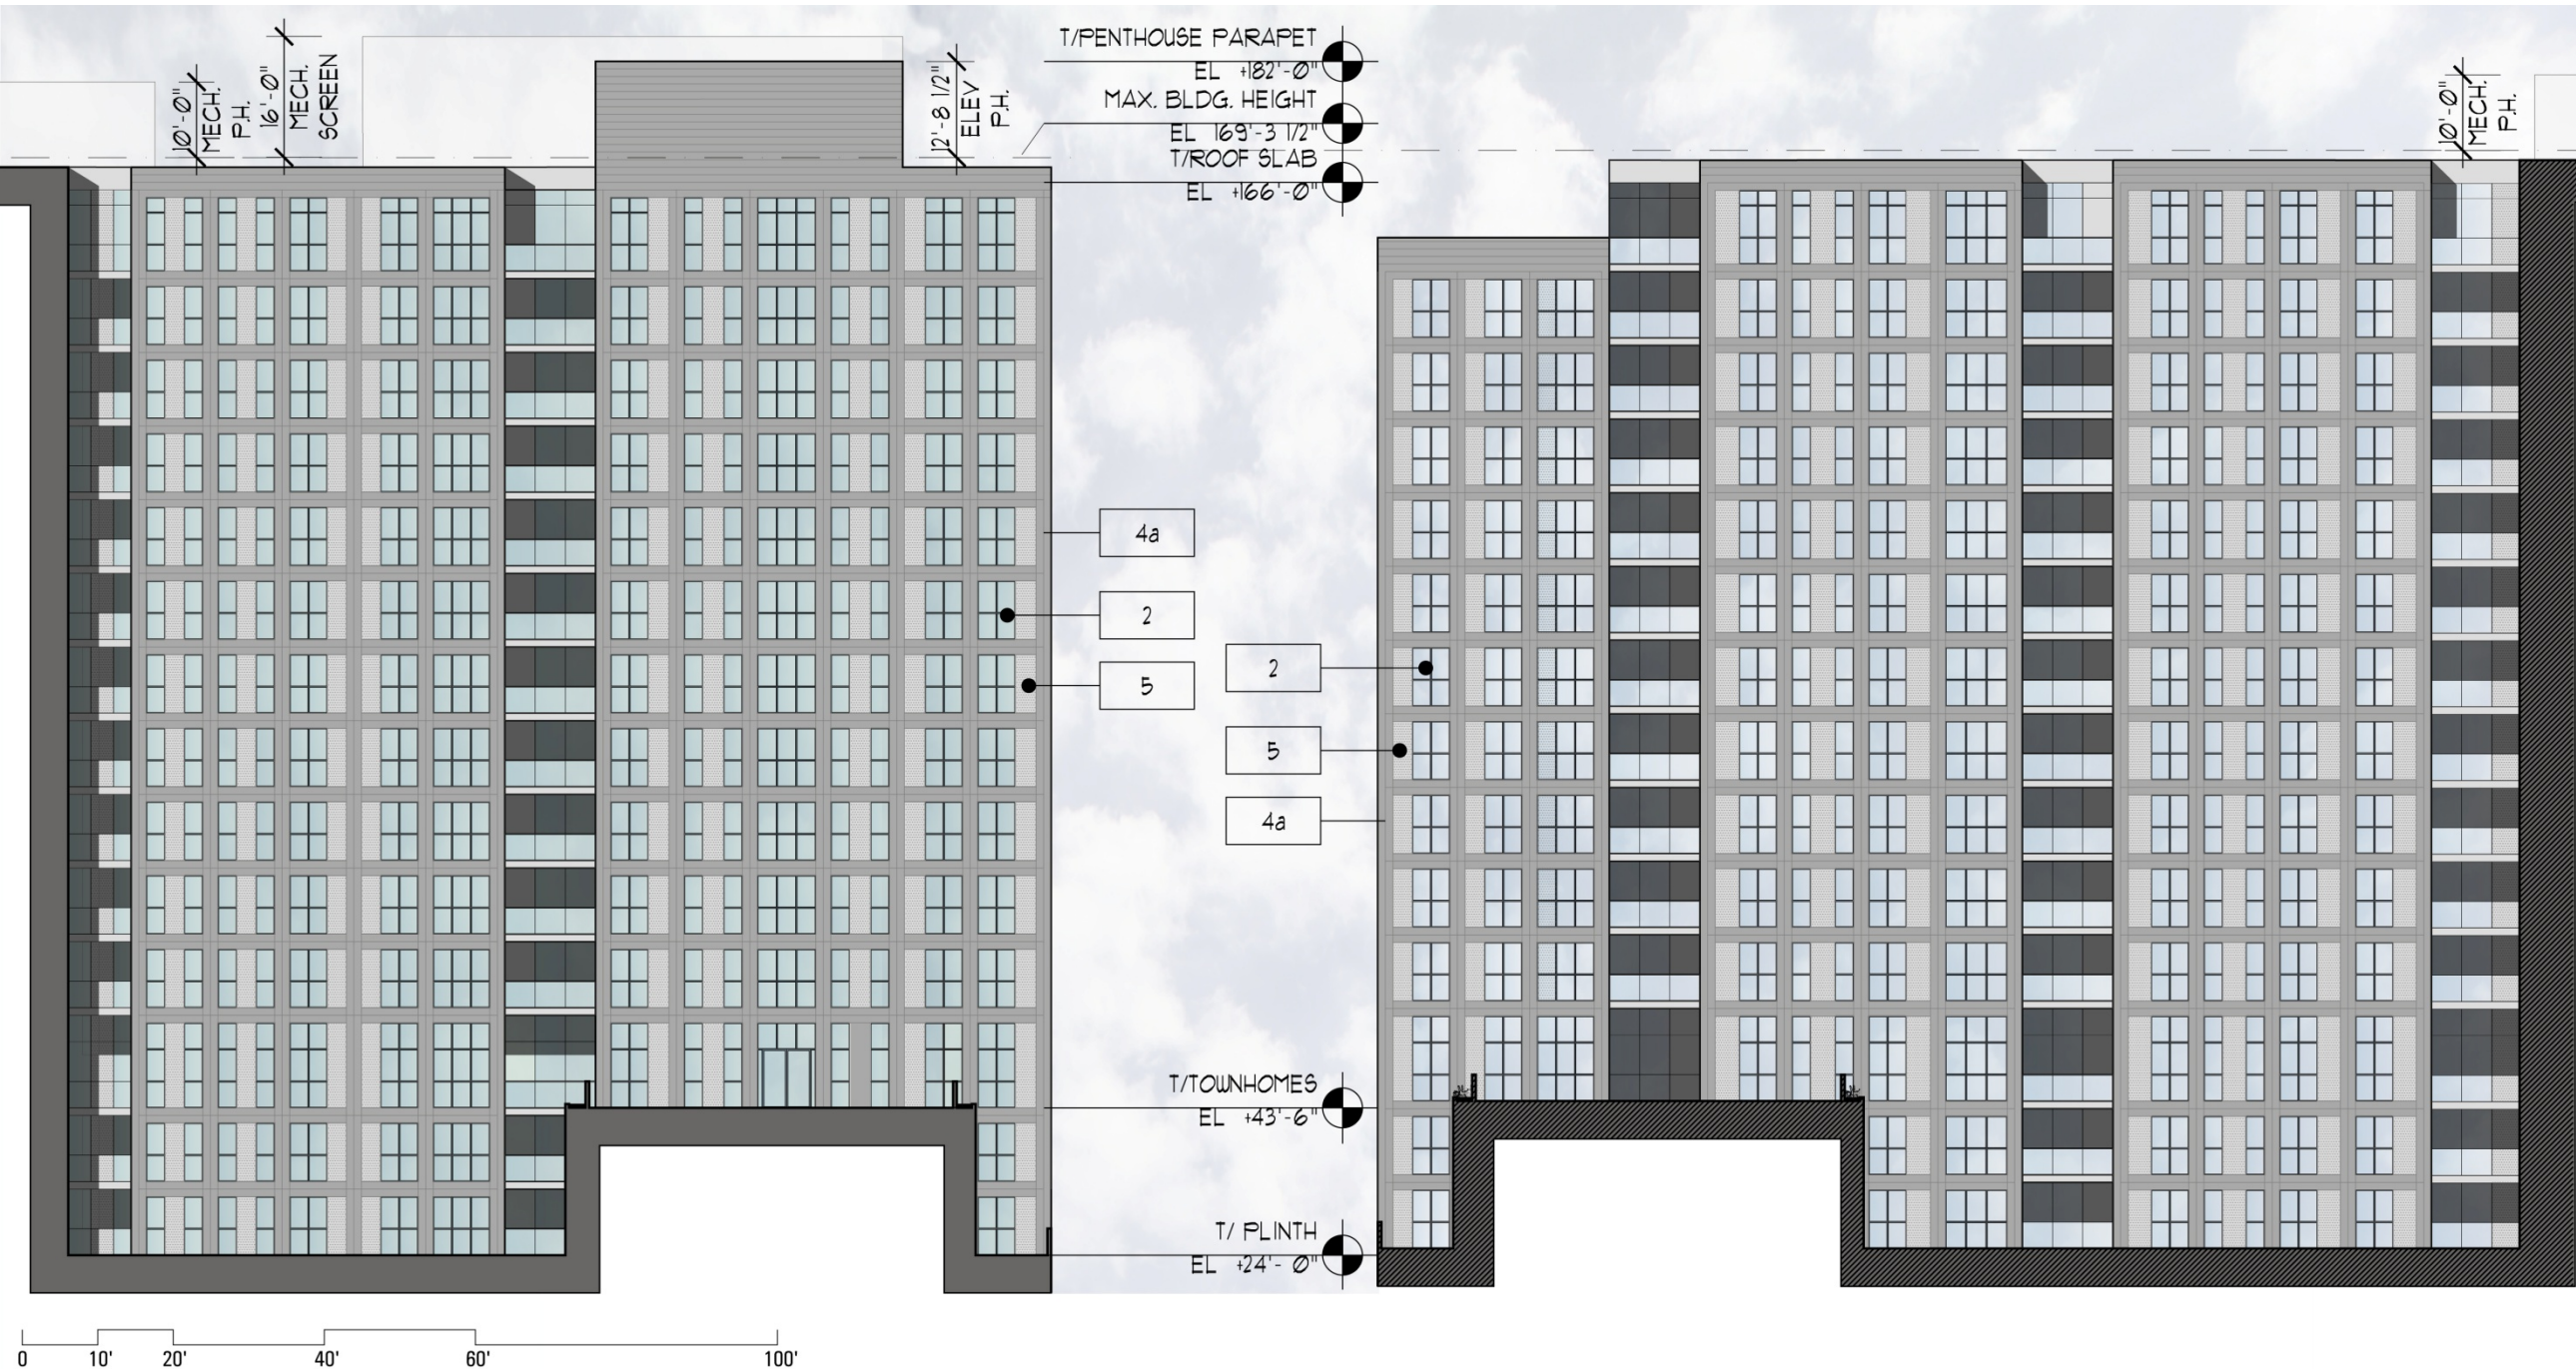 10'-0"
MECH.
P.H.
16'-0"
MECH.
SCREEN
12'-8 1/2"
ELEV
P.H.
T/PENTHOUSE PARAPET
EL +182'-0"
MAX. BLDG. HEIGHT
EL 169'-3 1/2"
T/ROOF SLAB
EL +166'-0"
10'-0"
MECH.
P.H.
4a
2
5
2
5
4a
T/TOWNHOMES
EL +43'-6"
T/ PLINTH
EL +24'- 0"
0 10' 20' 40' 60' 100'